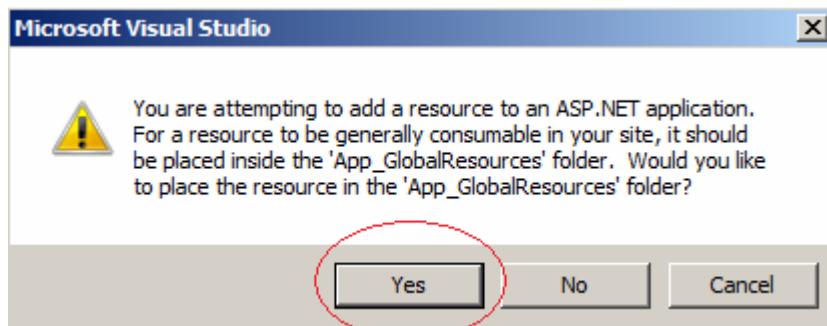 Microsoft Visual Studio
You are attempting to add a resource to an ASP.NET application.
For a resource to be generally consumable in your site, it should
be placed inside the 'App_GlobalResources' folder.  Would you like
to place the resource in the 'App_GlobalResources' folder?
Yes
No
Cancel